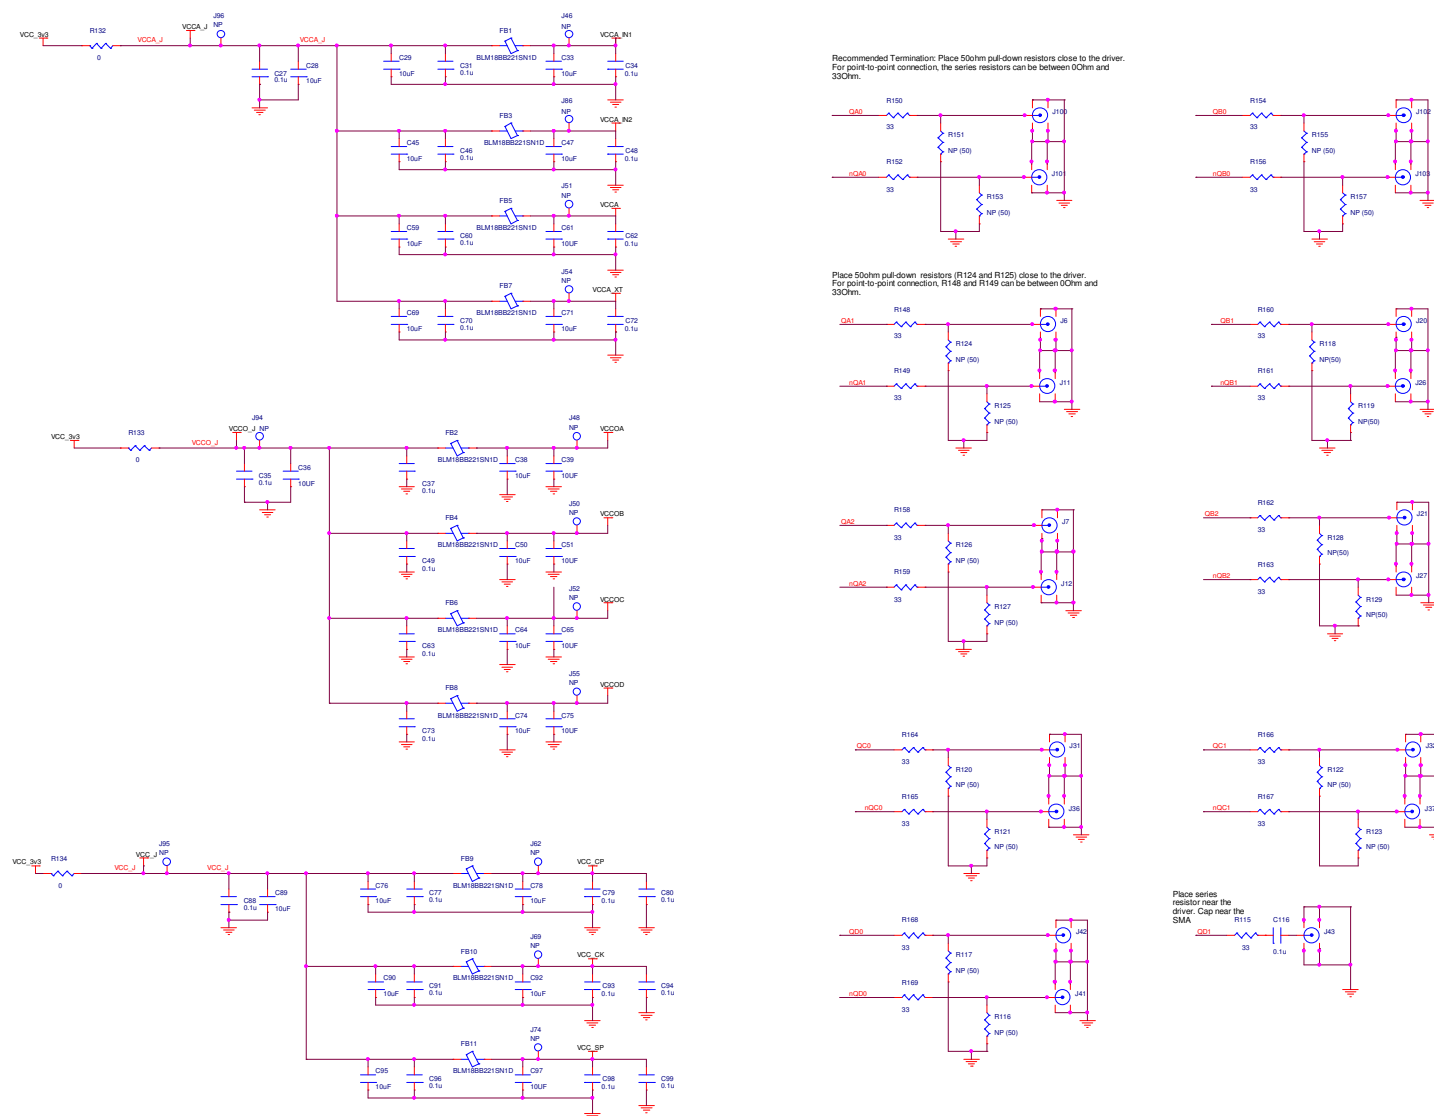 VCC_3v3
R132
0
VCCA_J
VCCA_J
J96
NP
VCCA_J
C27
0.1u
C28
10uF
C29
10uF
C31
0.1u
FB1
BLM18BB221SN1D
J46
NP
C33
10uF
VCCA_IN1
C34
0.1u
C45
10uF
C46
0.1u
FB3
BLM18BB221SN1D
J86
NP
C47
10uF
VCCA_IN2
C48
0.1u
C59
10uF
C60
0.1u
FB5
BLM18BB221SN1D
J51
NP
C61
10UF
VCCA
C62
0.1u
C69
10uF
C70
0.1u
FB7
BLM18BB221SN1D
J54
NP
C71
10uF
VCCA_XT
C72
0.1u
VCC_3v3
R133
0
VCCO_J
VCCO_J
J94
NP
C35
0.1u
C36
10UF
C37
0.1u
FB2
BLM18BB221SN1D
C38
10uF
J48
NP
C39
10uF
VCCOA
C49
0.1u
FB4
BLM18BB221SN1D
C50
10uF
J50
NP
C51
10uF
VCCOB
C63
0.1u
FB6
BLM18BB221SN1D
C64
10uF
J52
NP
C65
10uF
VCCOC
C73
0.1u
FB8
BLM18BB221SN1D
C74
10uF
J55
NP
C75
10UF
VCCOD
VCC_3v3
R134
0
VCC_J
VCC_J
J95
NP
VCC_J
C88
0.1u
C89
10uF
C76
10uF
C77
0.1u
FB9
BLM18BB221SN1D
J62
NP
C78
10uF
VCC_CP
C79
0.1u
C80
0.1u
C90
10uF
C91
0.1u
FB10
BLM18BB221SN1D
J69
NP
C92
10uF
VCC_CK
C93
0.1u
C94
0.1u
C95
10uF
C96
0.1u
FB11
BLM18BB221SN1D
J74
NP
C97
10UF
VCC_SP
C98
0.1u
C99
0.1u
Recommended Termination: Place 50ohm pull-down resistors close to the driver.
For point-to-point connection, the series resistors can be between 0Ohm and
33Ohm.
QA0
R150
33
R151
NP (50)
J100
nQA0
R152
33
R153
NP (50)
J101
QB0
R154
33
R155
NP (50)
J102
nQB0
R156
33
R157
NP (50)
J103
Place 50ohm pull-down resistors (R124 and R125) close to the driver.
For point-to-point connection, R148 and R149 can be between 0Ohm and
33Ohm.
QA1
R148
33
R124
NP (50)
J6
nQA1
R149
33
R125
NP (50)
J11
QB1
R160
33
R118
NP(50)
J20
nQB1
R161
33
R119
NP(50)
J26
QA2
R158
33
R126
NP (50)
J7
nQA2
R159
33
R127
NP (50)
J12
QB2
R162
33
R128
NP(50)
J21
nQB2
R163
33
R129
NP(50)
J27
QC0
R164
33
R120
NP (50)
J31
nQC0
R165
33
R121
NP (50)
J36
QC1
R166
33
R122
NP (50)
J32
nQC1
R167
33
R123
NP (50)
J37
QD0
R168
33
R117
NP (50)
J42
nQD0
R169
33
R116
NP (50)
J41
Place series
resistor near the
driver. Cap near the
SMA
QD1
R115
33
C116
0.1u
J43